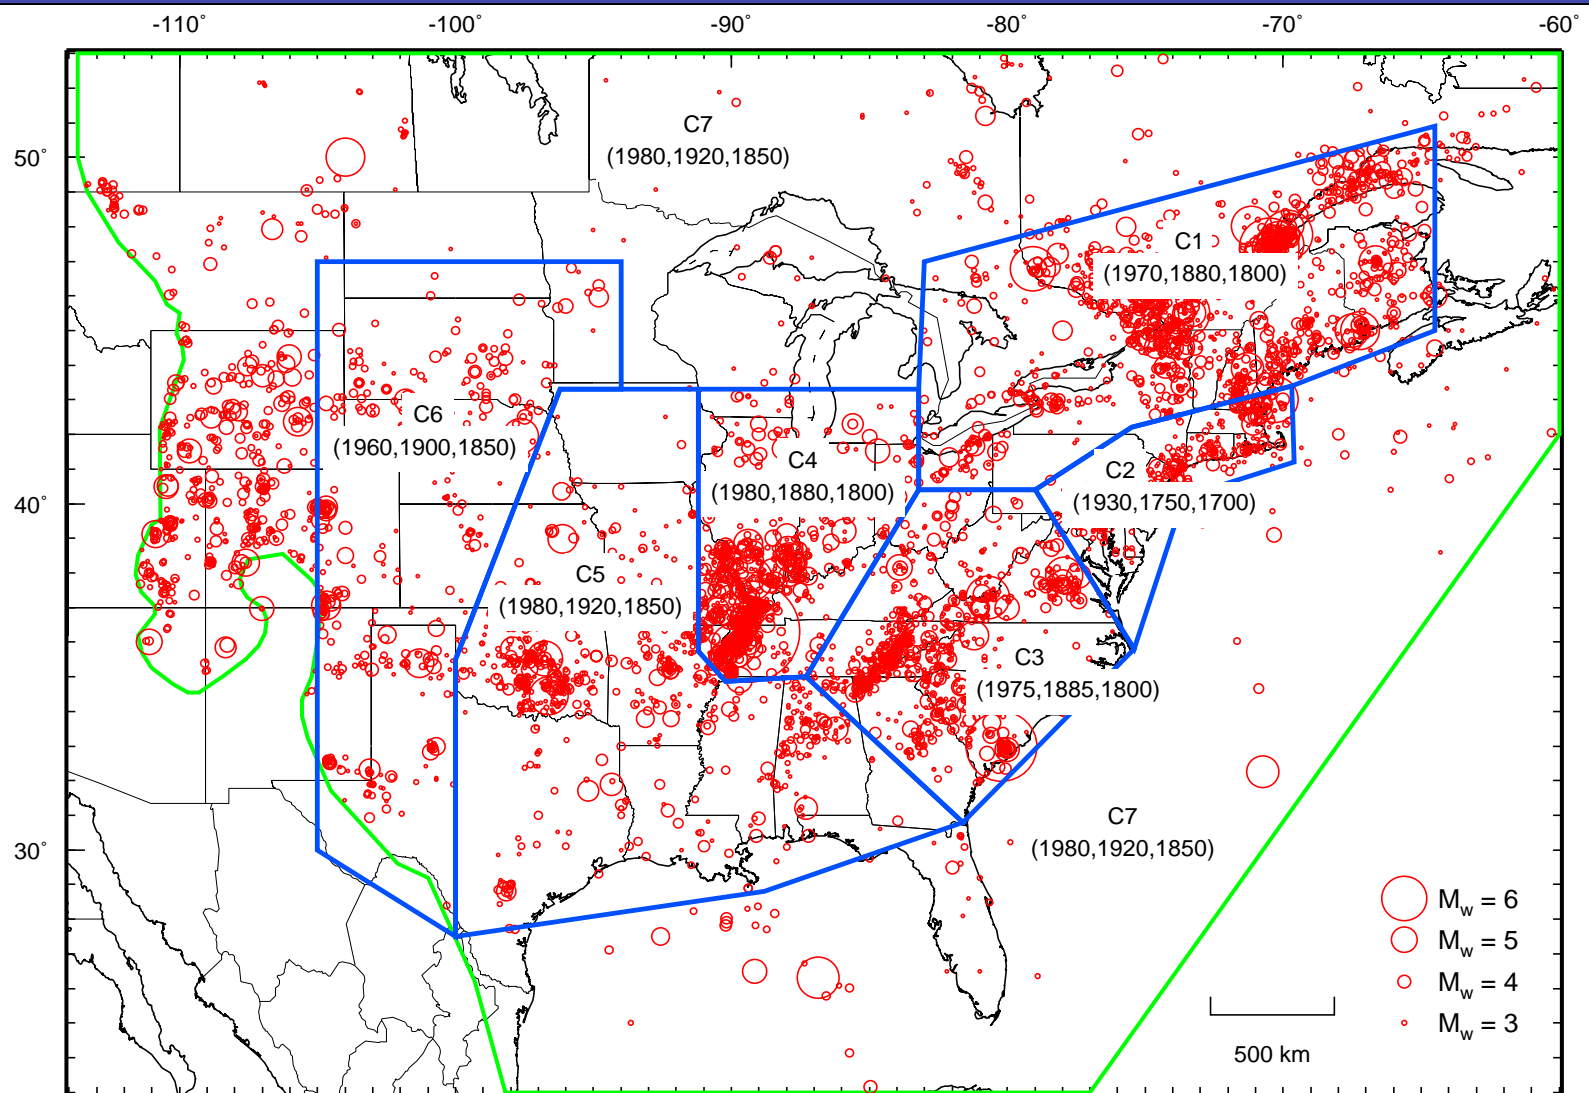 -110˚ -100˚ -90˚ -80˚ -70˚ -60˚
50˚
40˚
30˚
C7
(1980,1920,1850)
C1
(1970,1880,1800)
C6
(1960,1900,1850)
C4
(1980,1880,1800)
C2
(1930,1750,1700)
C5
(1980,1920,1850)
C3
(1975,1885,1800)
C7
(1980,1920,1850)
Mw = 6
Mw = 5
Mw = 4
Mw = 3
500 km